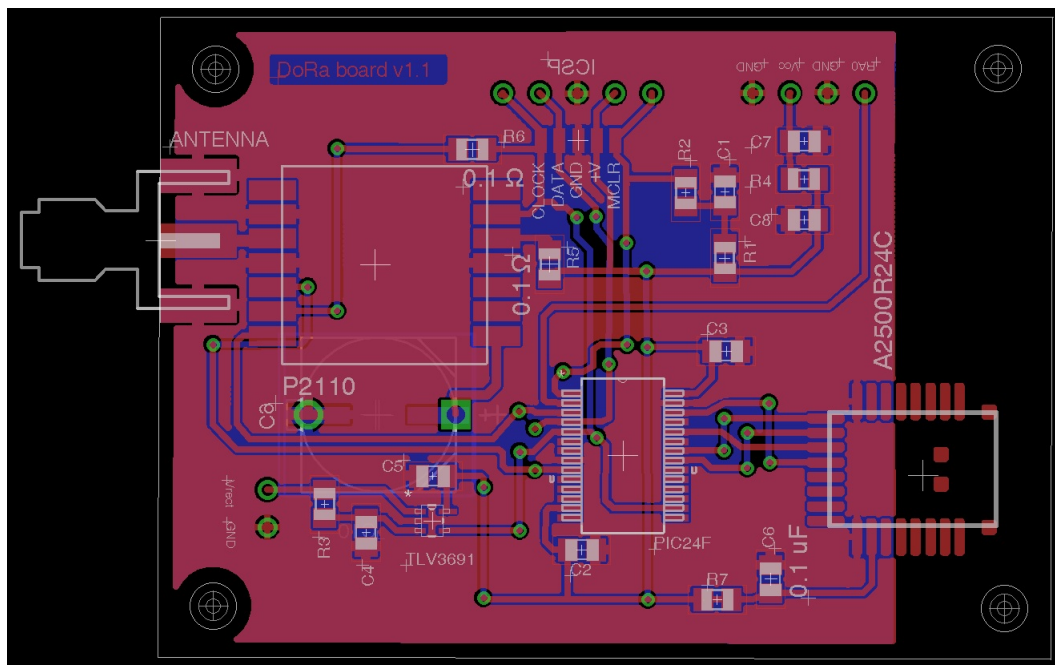 DoRa board v1.1
ICSP
GND
+Vcc
GND
RA0
ANTENNA
R6
0.1 Ω
CLOCK
DATA
GND
+V
MCLR
R2
C1
C7
R4
C8
R1
R5
0.1 Ω
A2500R24C
C3
P2110
Ca
C5
+Vrect
GND
R3
C4
*
TLV3691
U
U
PIC24F
C2
C6
0.1 uF
R7